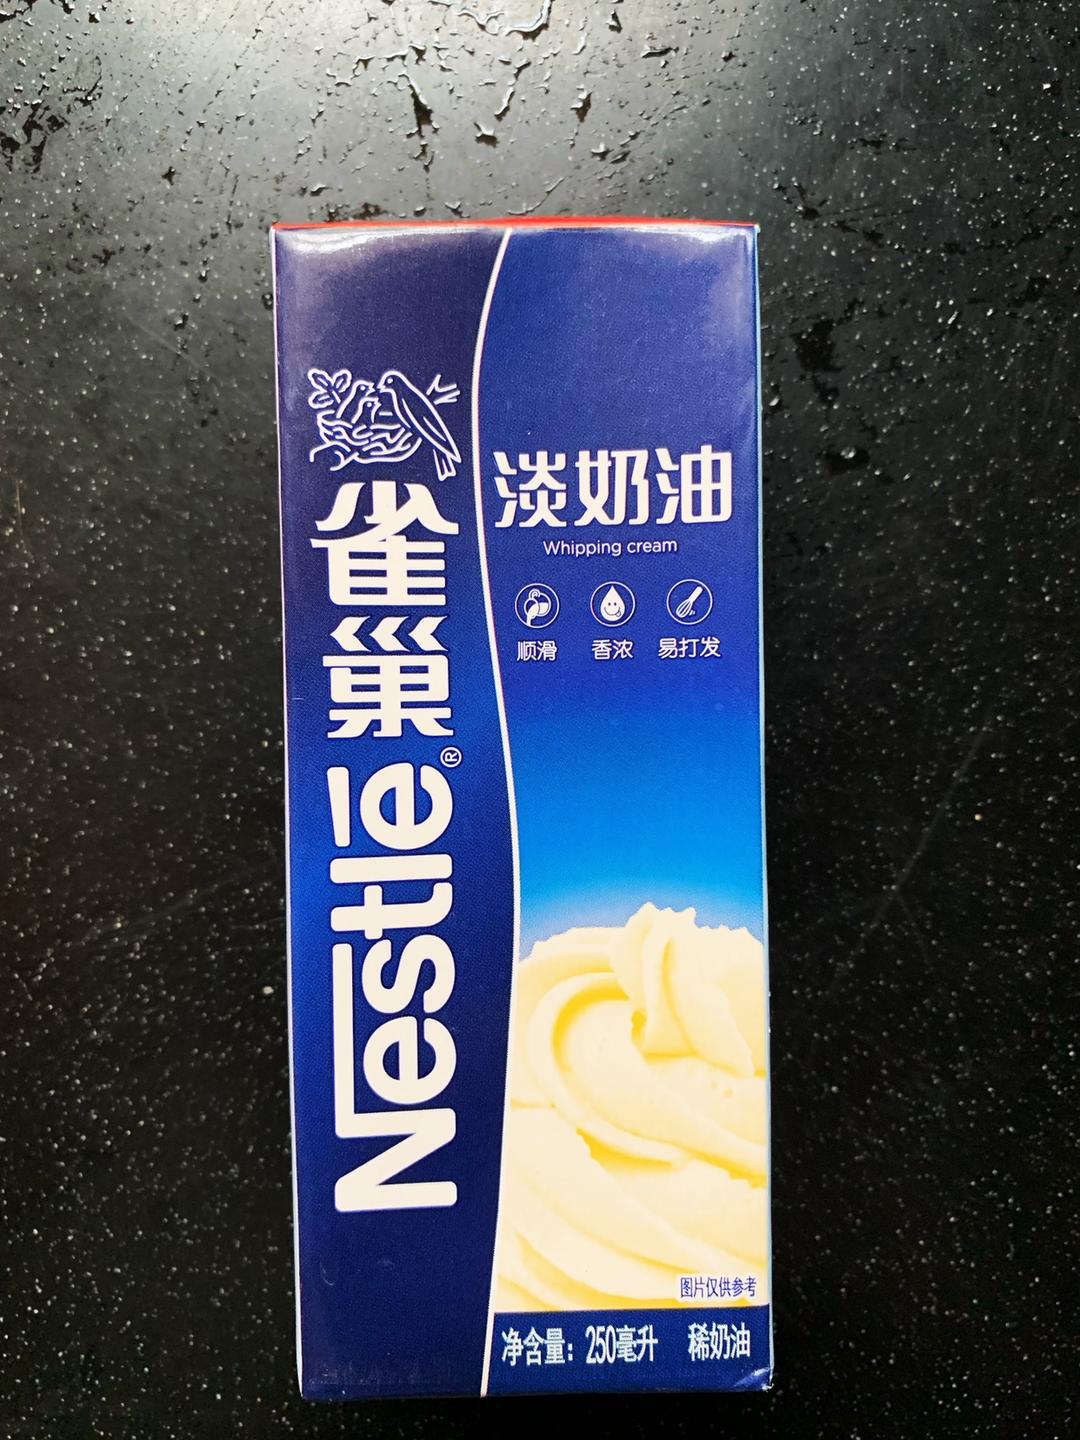 雀巢
Nestlē®
淡奶油
Whipping cream
顺滑 香浓 易打发
图片仅供参考
净含量：250毫升 稀奶油